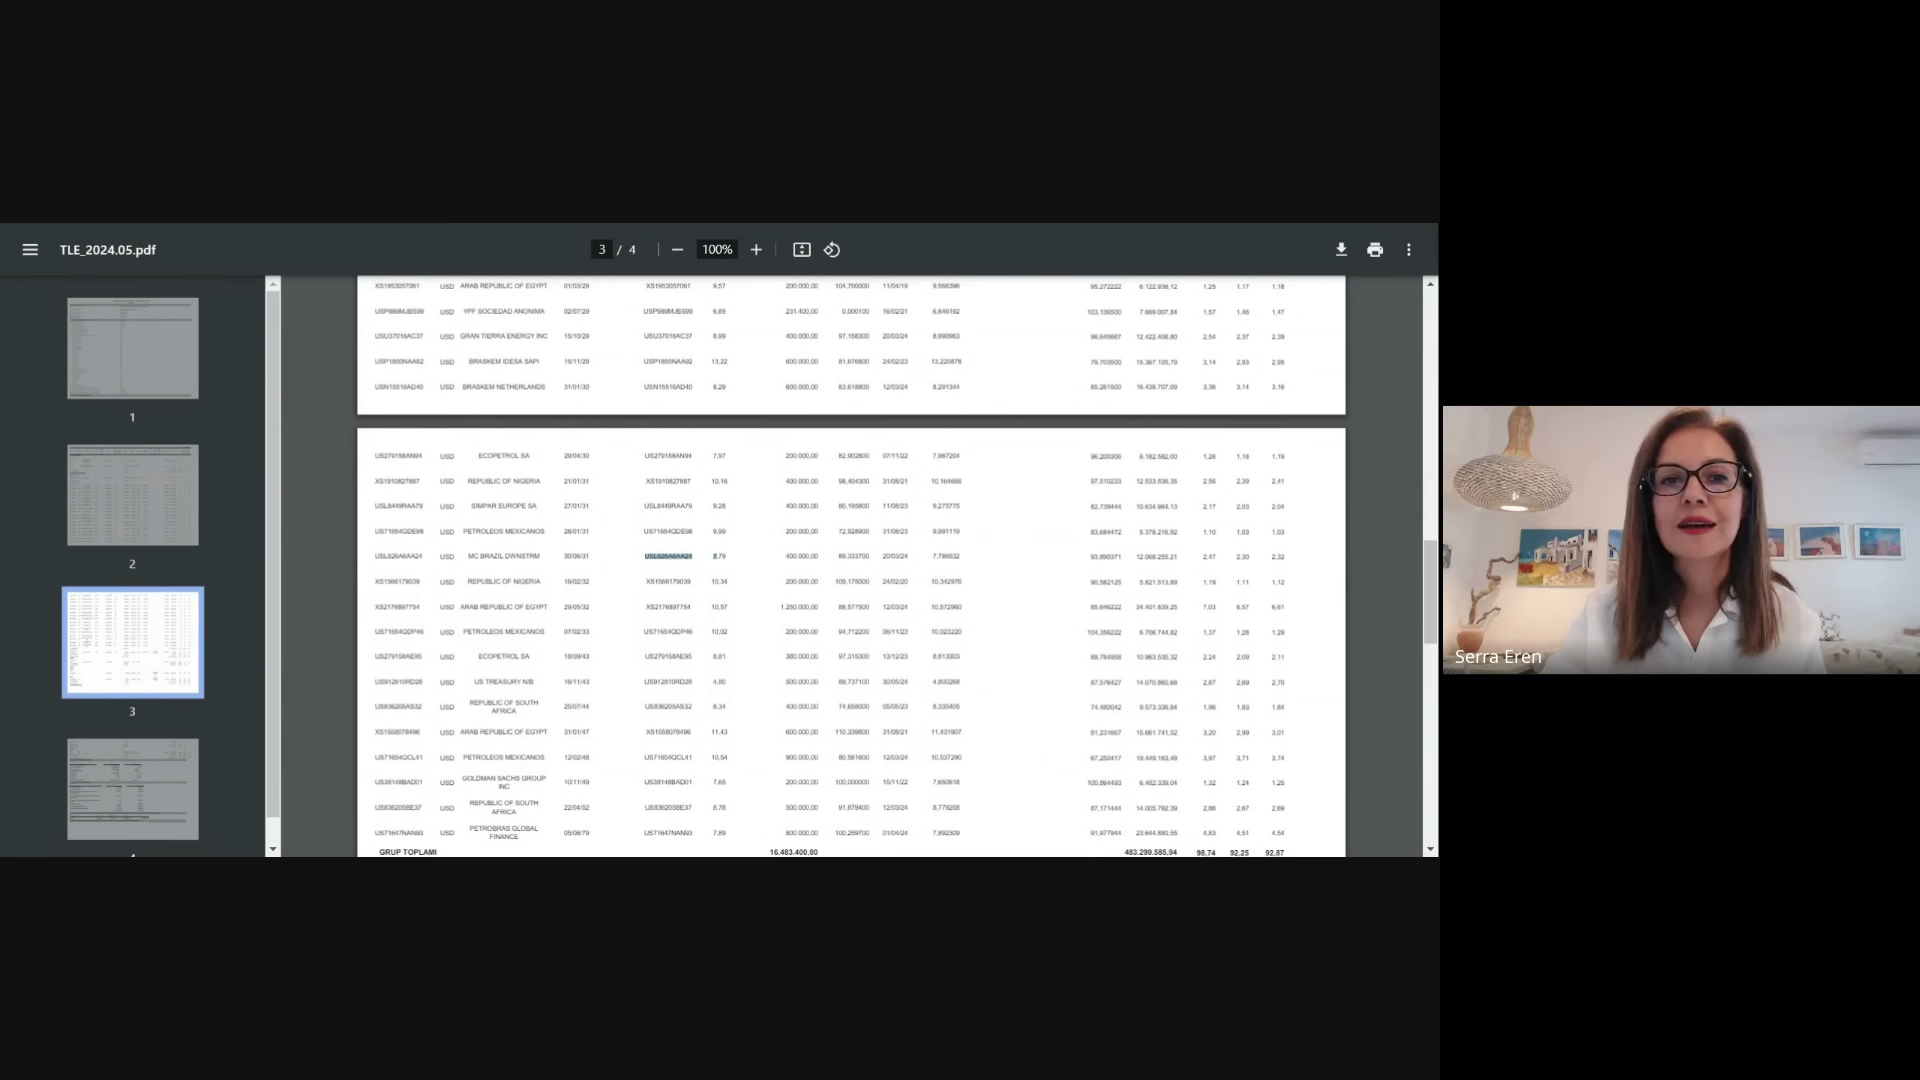 TLE_2024.05.pdf
3 / 4
100%
XS1953057061 USD ARAB REPUBLIC OF EGYPT 01/03/29 XS1953057061 9,57 200.000,00 104,700000 11/04/19 9,566396 95,272222 6.122.936,12 1,25 1,17 1,18
USP989MJBS99 USD YPF SOCIEDAD ANONIMA 02/07/29 USP989MJBS99 6,85 231.400,00 0,000100 16/02/21 6,846192 103,136500 7.669.007,84 1,57 1,46 1,47
USU37016AC37 USD GRAN TIERRA ENERGY INC 15/10/29 USU37016AC37 8,99 400.000,00 97,158300 20/03/24 8,990963 96,645667 12.422.408,80 2,54 2,37 2,39
USP1850NAA92 USD BRASKEM IDESA SAPI 15/11/29 USP1850NAA92 13,22 600.000,00 81,676800 24/02/23 13,220878 79,703500 15.367.105,79 3,14 2,93 2,95
USN15516AD40 USD BRASKEM NETHERLANDS 31/01/30 USN15516AD40 8,29 600.000,00 83,618800 12/03/24 8,291344 85,261500 16.438.707,09 3,36 3,14 3,16
US279158AN94 USD ECOPETROL SA 29/04/30 US279158AN94 7,97 200.000,00 82,902800 07/11/22 7,967204 96,200306 6.182.582,00 1,26 1,18 1,19
XS1910827887 USD REPUBLIC OF NIGERIA 21/01/31 XS1910827887 10,16 400.000,00 98,404300 31/08/21 10,164666 97,510233 12.533.536,35 2,56 2,39 2,41
USL8449RAA79 USD SIMPAR EUROPE SA 27/01/31 USL8449RAA79 9,28 400.000,00 80,195800 11/08/23 9,275775 82,739444 10.634.964,13 2,17 2,03 2,04
US71654QDE98 USD PETROLEOS MEXICANOS 28/01/31 US71654QDE98 9,99 200.000,00 72,928900 31/08/23 9,991119 83,684472 5.378.216,92 1,10 1,03 1,03
USL626A6AA24 USD MC BRAZIL DWNSTRM 30/06/31 USL626A6AA24 7,79 400.000,00 89,333700 20/03/24 7,786532 93,890371 12.068.255,21 2,47 2,30 2,32
XS1566179039 USD REPUBLIC OF NIGERIA 16/02/32 XS1566179039 10,34 200.000,00 109,175000 24/02/20 10,342976 90,582125 5.821.513,89 1,19 1,11 1,12
XS2176897754 USD ARAB REPUBLIC OF EGYPT 29/05/32 XS2176897754 10,57 1.250.000,00 88,577500 12/03/24 10,572960 85,646222 34.401.839,25 7,03 6,57 6,61
US71654QDP46 USD PETROLEOS MEXICANOS 07/02/33 US71654QDP46 10,02 200.000,00 94,712200 06/11/23 10,023220 104,356222 6.706.744,82 1,37 1,28 1,29
US279158AE95 USD ECOPETROL SA 18/09/43 US279158AE95 8,81 380.000,00 97,315300 13/12/23 8,813303 89,784958 10.963.535,32 2,24 2,09 2,11
US912810RD28 USD US TREASURY N/B 16/11/43 US912810RD28 4,80 500.000,00 89,737100 30/05/24 4,800268 87,576427 14.070.860,68 2,87 2,69 2,70
US836205AS32 USD REPUBLIC OF SOUTH AFRICA 25/07/44 US836205AS32 8,34 400.000,00 74,658000 05/05/23 8,335405 74,480042 9.573.336,84 1,96 1,83 1,84
XS1558078496 USD ARAB REPUBLIC OF EGYPT 31/01/47 XS1558078496 11,43 600.000,00 110,339800 31/08/21 11,431907 81,231667 15.661.741,52 3,20 2,99 3,01
US71654QCL41 USD PETROLEOS MEXICANOS 12/02/48 US71654QCL41 10,54 900.000,00 80,561600 12/03/24 10,537290 67,250417 19.449.163,48 3,97 3,71 3,74
US38148BAD01 USD GOLDMAN SACHS GROUP INC 10/11/49 US38148BAD01 7,65 200.000,00 100,000000 15/11/22 7,650618 100,864493 6.482.339,04 1,32 1,24 1,25
US836205BE37 USD REPUBLIC OF SOUTH AFRICA 22/04/52 US836205BE37 8,78 500.000,00 91,879400 12/03/24 8,779258 87,171444 14.005.792,39 2,86 2,67 2,69
US71647NAN93 USD PETROBRAS GLOBAL FINANCE 05/06/79 US71647NAN93 7,89 800.000,00 100,259700 01/04/24 7,892309 91,977944 23.644.880,55 4,83 4,51 4,54
GRUP TOPLAMI 16.483.400,00 483.299.585,94 98,74 92,25 92,87
1
2
3
Serra Eren